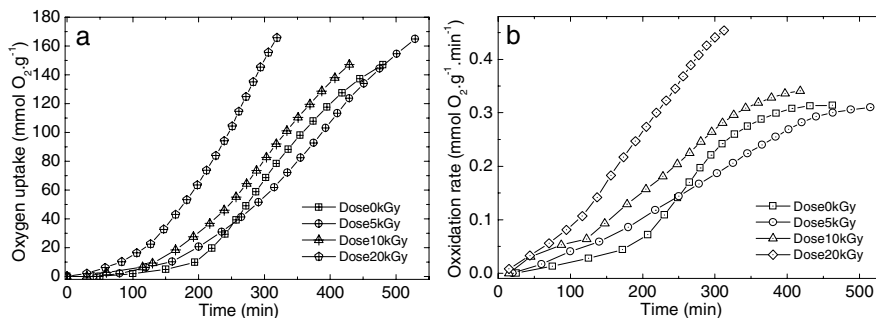 a
Oxygen uptake (mmol O₂.g⁻¹)
180
160
140
120
100
80
60
40
20
0
Dose0kGy
Dose5kGy
Dose10kGy
Dose20kGy
0 100 200 300 400 500
Time (min)
b
Oxxidation rate (mmol O₂.g⁻¹.min⁻¹)
0.4
0.3
0.2
0.1
0.0
Dose0kGy
Dose5kGy
Dose10kGy
Dose20kGy
0 100 200 300 400 500
Time (min)